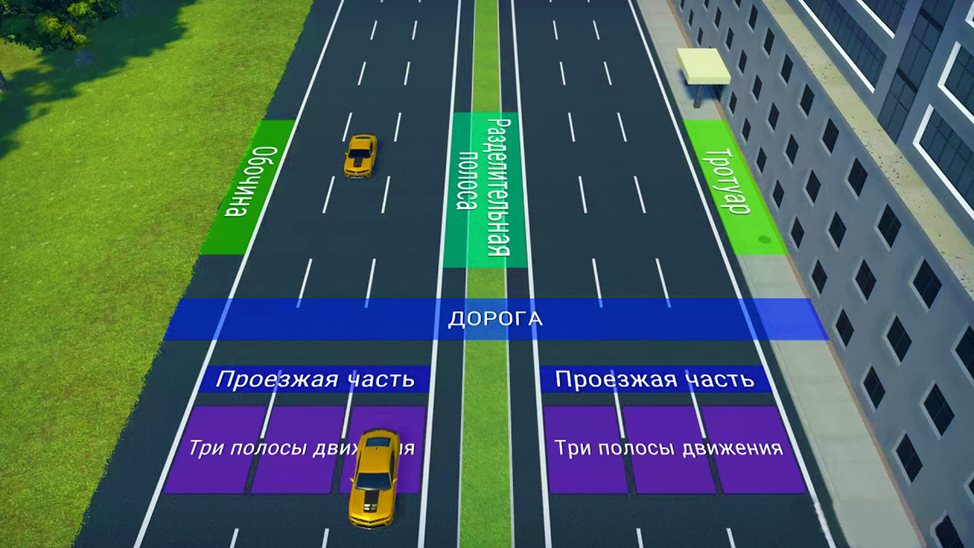 Обочина
Разделительная
полоса
Тротуар
ДОРОГА
Проезжая часть
Проезжая часть
Три полосы движения
Три полосы движения